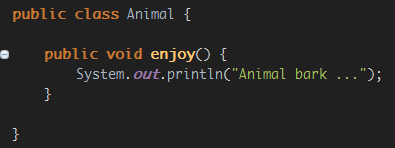 public class Animal {
public void enjoy() {
System.out.println("Animal bark ...");
}
}